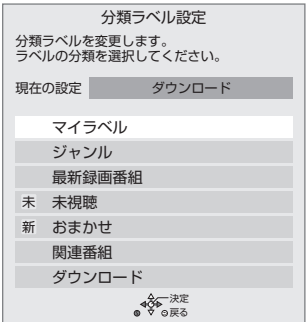 分類ラベル設定
分類ラベルを変更します。
ラベルの分類を選択してください。
現在の設定 ダウンロード
マイラベル
ジャンル
最新録画番組
未 未視聴
新 おまかせ
関連番組
ダウンロード
決定
戻る